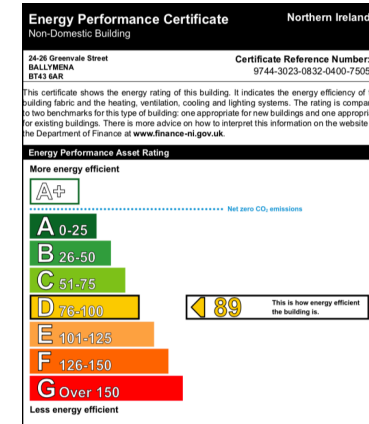 Energy Performance Certificate
Northern Ireland
Non-Domestic Building
24-26 Greenvale Street
BALLYMENA
BT43 6AR
Certificate Reference Number:
9744-3023-0832-0400-7505
This certificate shows the energy rating of this building. It indicates the energy efficiency of
building fabric and the heating, ventilation, cooling and lighting systems. The rating is compar
to two benchmarks for this type of building: one appropriate for new buildings and one appropri
for existing buildings. There is more advice on how to interpret this information on the website
the Department of Finance at www.finance-ni.gov.uk.
Energy Performance Asset Rating
More energy efficient
A+
Net zero CO₂ emissions
A 0-25
B 26-50
C 51-75
D 76-100
89
This is how energy efficient
the building is.
E 101-125
F 126-150
G Over 150
Less energy efficient